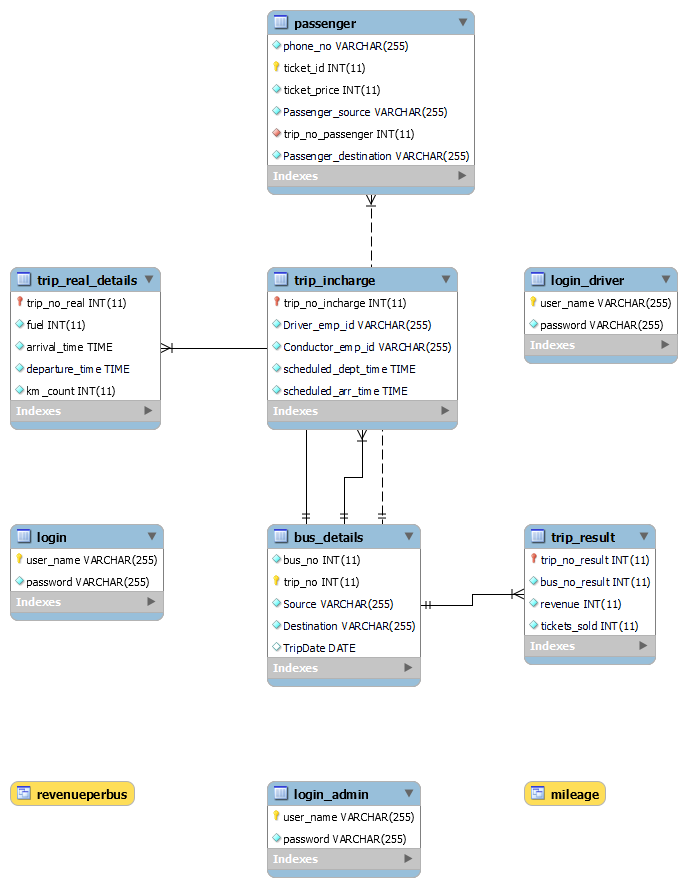 passenger
phone_no VARCHAR(255)
ticket_id INT(11)
ticket_price INT(11)
Passenger_source VARCHAR(255)
trip_no_passenger INT(11)
Passenger_destination VARCHAR(255)
Indexes
trip_real_details
trip_no_real INT(11)
fuel INT(11)
arrival_time TIME
departure_time TIME
km_count INT(11)
Indexes
trip_incharge
trip_no_incharge INT(11)
Driver_emp_id VARCHAR(255)
Conductor_emp_id VARCHAR(255)
scheduled_dept_time TIME
scheduled_arr_time TIME
Indexes
login_driver
user_name VARCHAR(255)
password VARCHAR(255)
Indexes
login
user_name VARCHAR(255)
password VARCHAR(255)
Indexes
bus_details
bus_no INT(11)
trip_no INT(11)
Source VARCHAR(255)
Destination VARCHAR(255)
TripDate DATE
Indexes
trip_result
trip_no_result INT(11)
bus_no_result INT(11)
revenue INT(11)
tickets_sold INT(11)
Indexes
revenueperbus
login_admin
user_name VARCHAR(255)
password VARCHAR(255)
Indexes
mileage